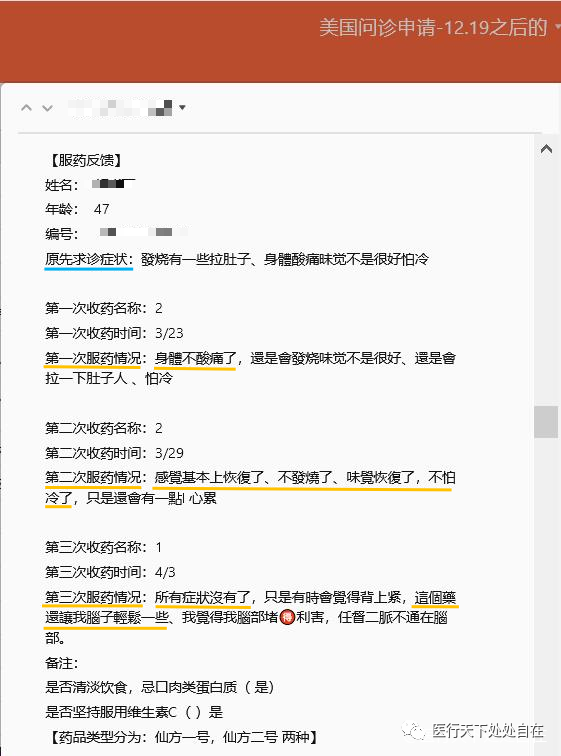 美国问诊申请-12.19之后的
【服药反馈】
姓名：
年龄： 47
编号：
原先求诊症状：發烧有一些拉肚子、身體酸痛味觉不是很好怕冷
第一次收药名称：2
第一次收药时间：3/23
第一次服药情况：身體不酸痛了，還是會發烧味觉不是很好、還是會
拉一下肚子人 、怕冷
第二次收药名称：2
第二次收药时间：3/29
第二次服药情况：感覺基本上恢復了、不發燒了、味覺恢復了，不怕
冷了，只是還會有一點l 心累
第三次收药名称：1
第三次收药时间：4/3
第三次服药情况：所有症狀沒有了，只是有時會覺得背上紧，這個藥
還讓我腦子輕鬆一些、我覺得我腦部堵🉐利害，任督二脈不通在腦
部。
备注：
是否清淡饮食，忌口肉类蛋白质（ 是）
是否坚持服用维生素C（ ）是
【药品类型分为：仙方一号，仙方二号 两种】
医行天下处处自在